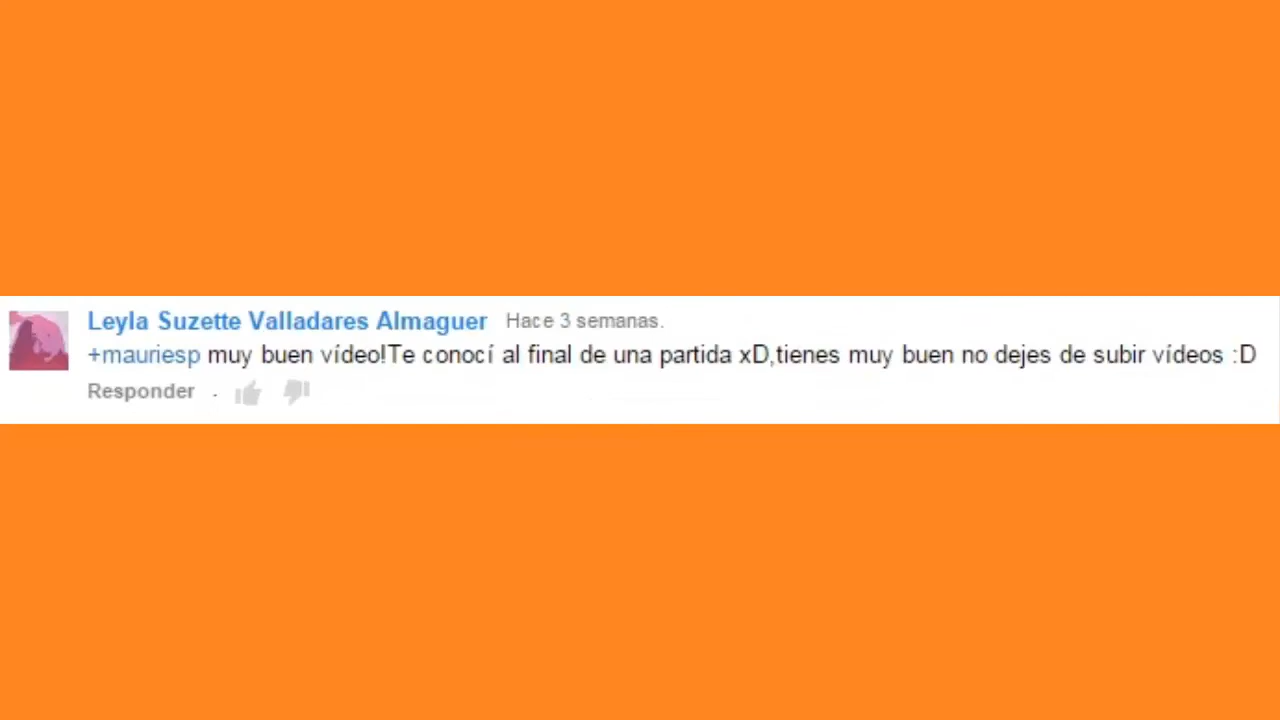 Leyla Suzette Valladares Almaguer Hace 3 semanas.
+mauriesp muy buen vídeo!Te conocí al final de una partida xD,tienes muy buen no dejes de subir vídeos :D
Responder .